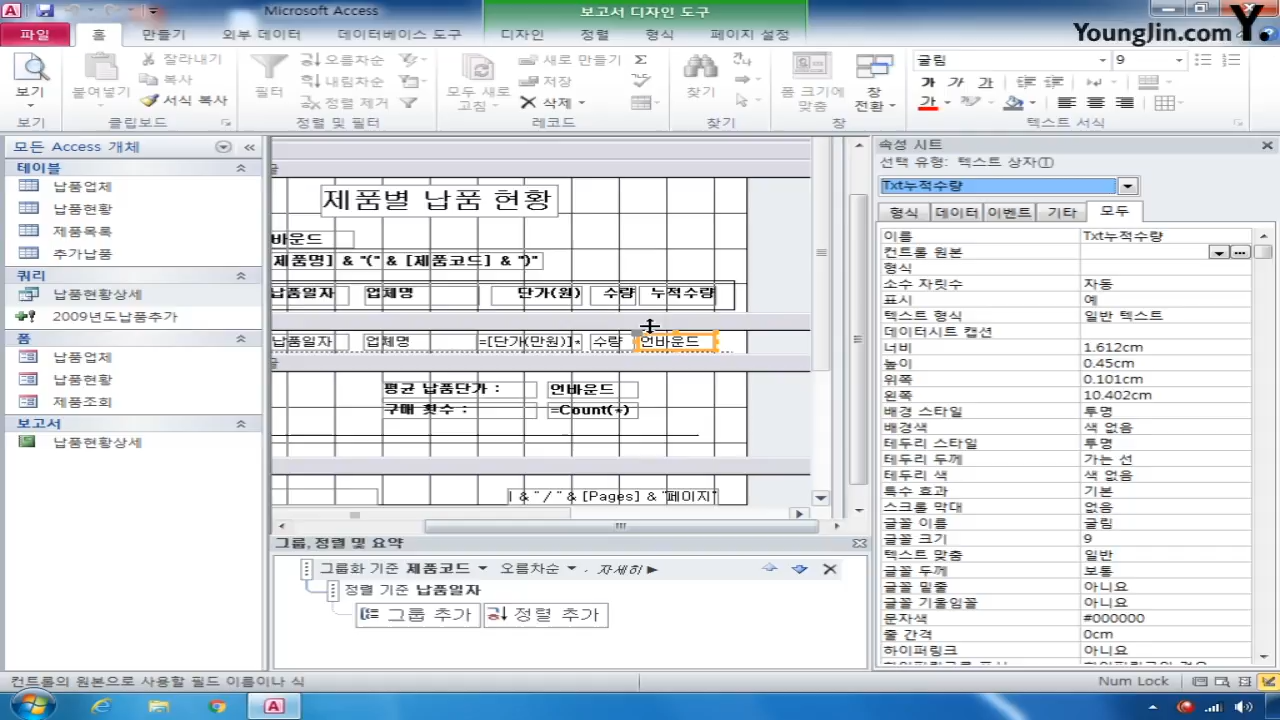 Microsoft Access
보고서 디자인 도구
YoungJin.com Y.
파일 홈 만들기 외부 데이터 데이터베이스 도구 디자인 정렬 형식 페이지 설정
보기
보기
붙여넣기
잘라내기
복사
서식 복사
클립보드
필터
오름차순
내림차순
정렬 제거
정렬 및 필터
모두 새로 고침
새로 만들기
저장
삭제
레코드
찾기
찾기
폼 크기에 맞춤
창 전환
창
굴림 9
가 가 가
가
텍스트 서식
모든 Access 개체
테이블
납품업체
납품현황
제품목록
추가납품
쿼리
납품현황상세
2009년도납품추가
폼
납품업체
납품현황
제품조회
보고서
납품현황상세
글
제품별 납품 현황
바운드
제품명] & "(" & [제품코드] & ")"
납품일자 업체명 단가(원) 수량 누적수량
납품일자 업체명 =[단가(만원)]* 수량 언바운드
글
평균 납품단가 : 언바운드
구매 횟수 : =Count(*)
& "/" & [Pages] & "페이지"
그룹, 정렬 및 요약
그룹화 기준 제품코드 오름차순 , 자세히
정렬 기준 납품일자
그룹 추가 정렬 추가
속성 시트
선택 유형: 텍스트 상자(I)
Txt누적수량
형식 데이터 이벤트 기타 모두
이름 Txt누적수량
컨트롤 원본
형식
소수 자릿수 자동
표시 예
텍스트 형식 일반 텍스트
데이터시트 캡션
너비 1.612cm
높이 0.45cm
위쪽 0.101cm
왼쪽 10.402cm
배경 스타일 투명
배경색 색 없음
테두리 스타일 투명
테두리 두께 가는 선
테두리 색 색 없음
특수 효과 기본
스크롤 막대 없음
글꼴 이름 굴림
글꼴 크기 9
텍스트 맞춤 일반
글꼴 두께 보통
글꼴 밑줄 아니요
글꼴 기울임꼴 아니요
문자색 #000000
줄 간격 0cm
하이퍼링크 아니요
컨트롤의 원본으로 사용할 필드 이름이나 식
Num Lock